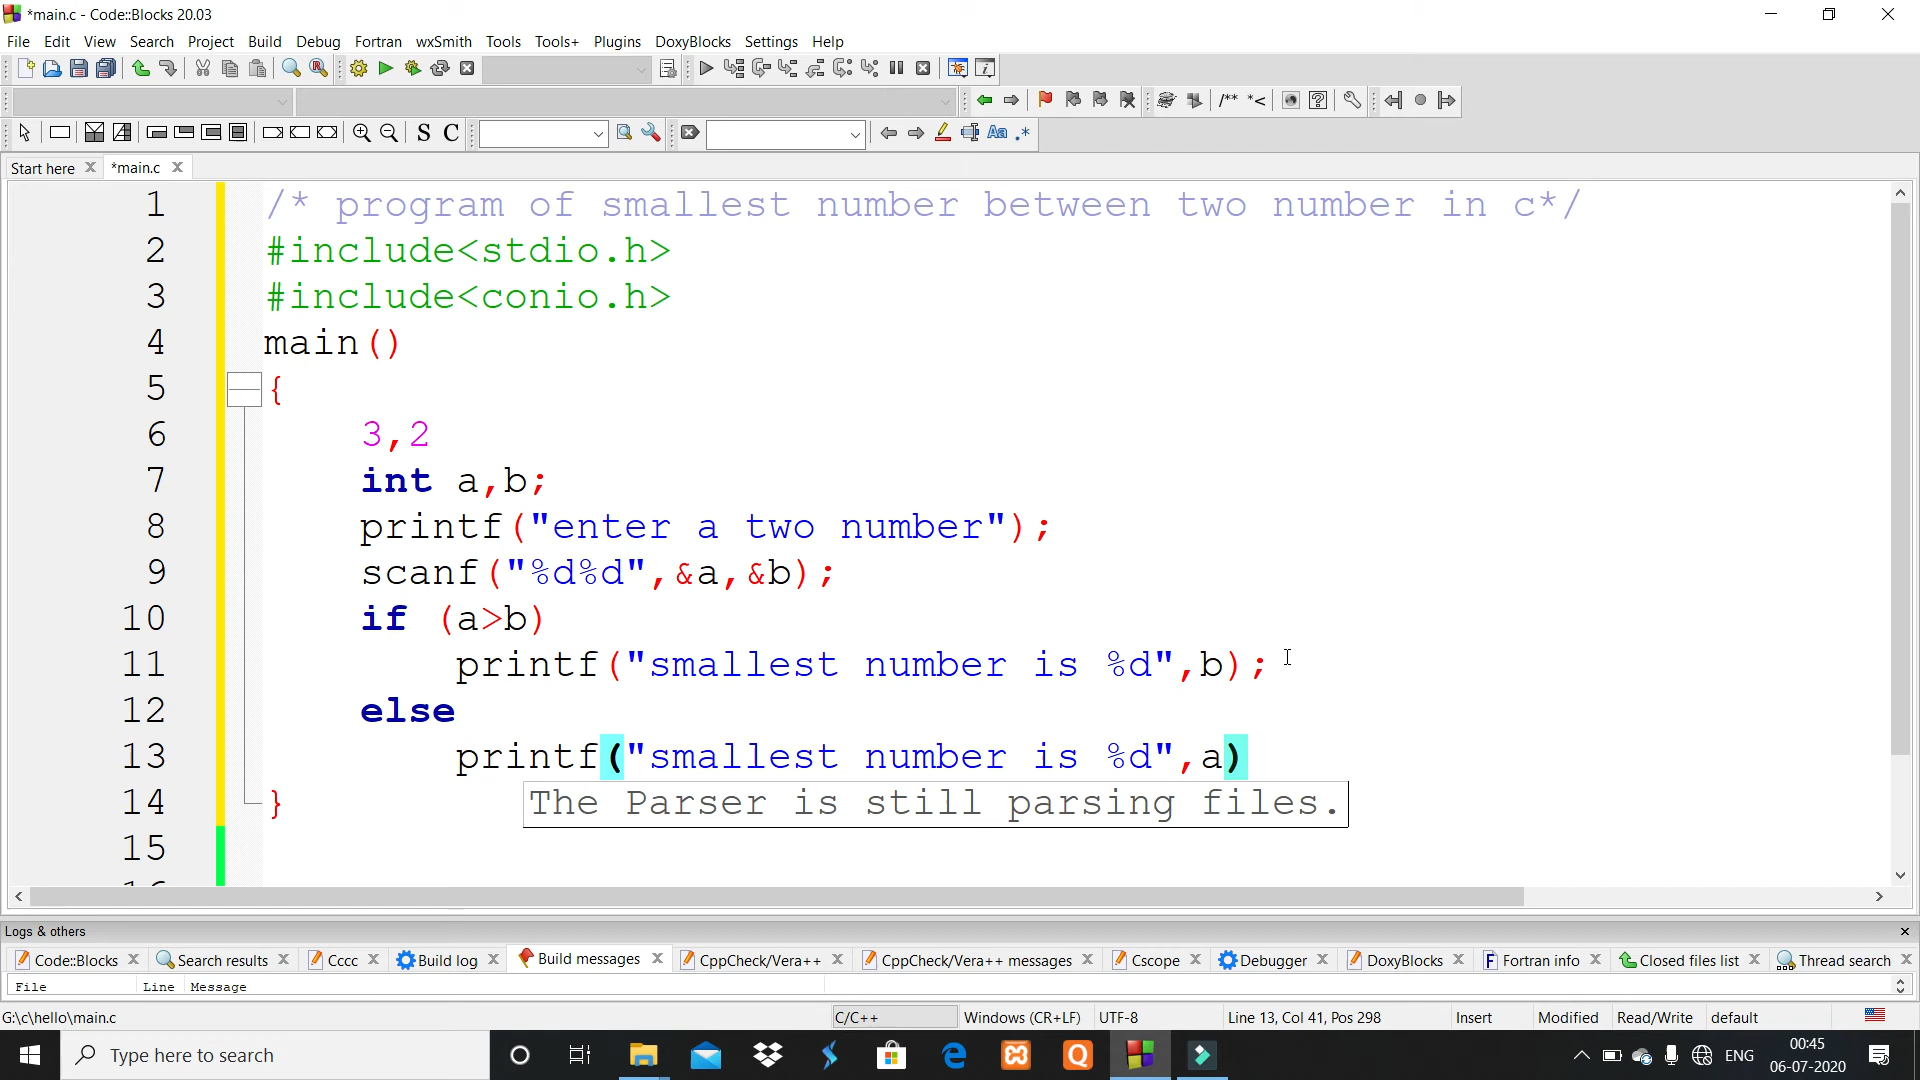 *main.c - Code::Blocks 20.03
File Edit View Search Project Build Debug Fortran wxSmith Tools Tools+ Plugins DoxyBlocks Settings Help
/** *<
S C
Aa .*
Start here *main.c
1 /* program of smallest number between two number in c*/
2 #include<stdio.h>
3 #include<conio.h>
4 main()
5 {
6 3,2
7 int a,b;
8 printf("enter a two number");
9 scanf("%d%d",&a,&b);
10 if (a>b)
11 printf("smallest number is %d",b);
12 else
13 printf("smallest number is %d",a)
14 }
The Parser is still parsing files.
15
Logs & others
Code::Blocks Search results Cccc Build log Build messages CppCheck/Vera++ CppCheck/Vera++ messages Cscope Debugger DoxyBlocks Fortran info Closed files list Thread search
File Line Message
G:\c\hello\main.c C/C++ Windows (CR+LF) UTF-8 Line 13, Col 41, Pos 298 Insert Modified Read/Write default
Type here to search
ENG
00:45
06-07-2020